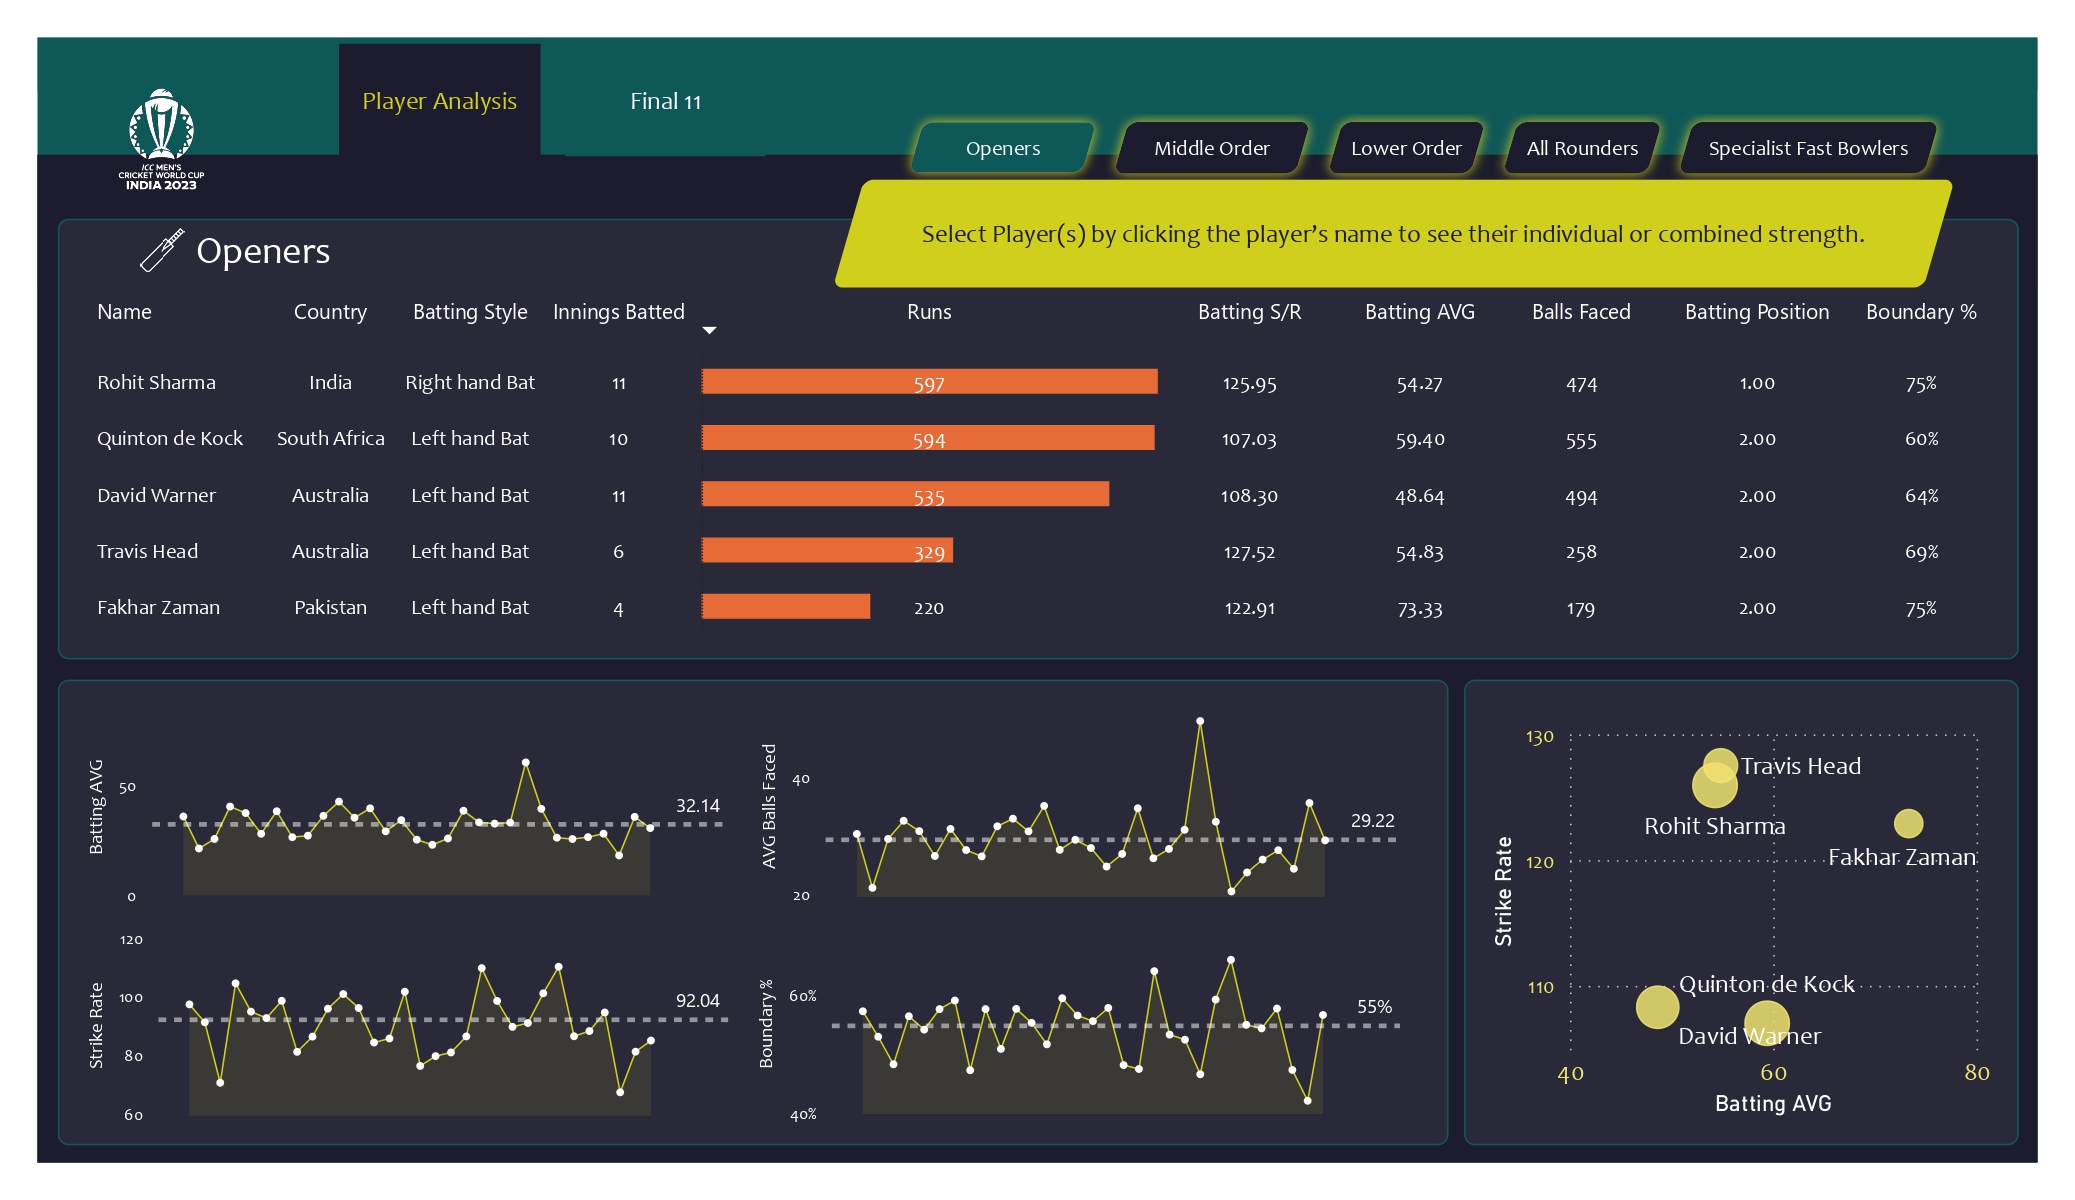 Player Analysis
Final 11
ICC MEN'S
CRICKET WORLD CUP
INDIA 2023
Openers
Middle Order
Lower Order
All Rounders
Specialist Fast Bowlers
Select Player(s) by clicking the player's name to see their individual or combined strength.
Openers
Name Country Batting Style Innings Batted Runs Batting S/R Batting AVG Balls Faced Batting Position Boundary %
Rohit Sharma India Right hand Bat 11 597 125.95 54.27 474 1.00 75%
Quinton de Kock South Africa Left hand Bat 10 594 107.03 59.40 555 2.00 60%
David Warner Australia Left hand Bat 11 535 108.30 48.64 494 2.00 64%
Travis Head Australia Left hand Bat 6 329 127.52 54.83 258 2.00 69%
Fakhar Zaman Pakistan Left hand Bat 4 220 122.91 73.33 179 2.00 75%
Batting AVG
50
0
32.14
AVG Balls Faced
40
20
29.22
Strike Rate
120
100
80
60
92.04
Boundary %
60%
40%
55%
Strike Rate
130
120
110
Travis Head
Rohit Sharma
Fakhar Zaman
Quinton de Kock
David Warner
40 60 80
Batting AVG